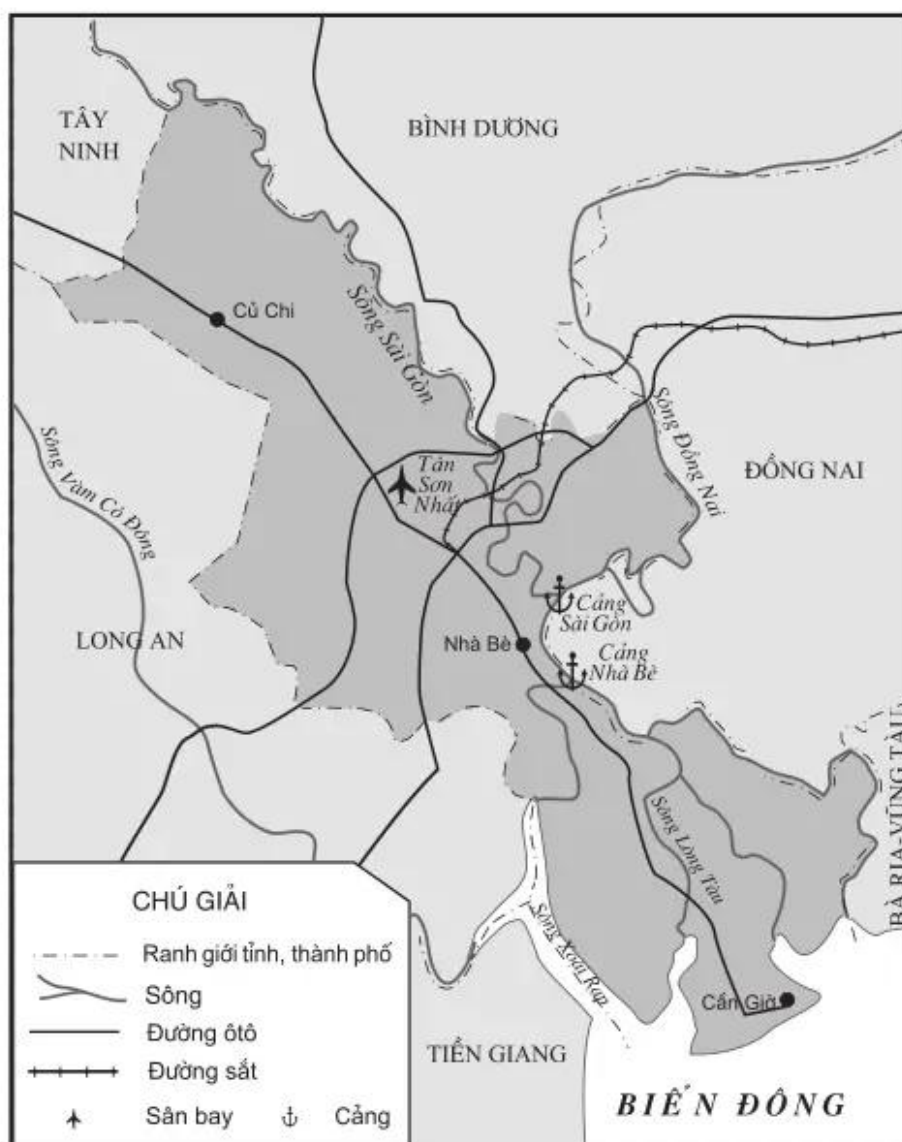 TÂY
NINH
BÌNH DƯƠNG
Củ Chi
Sông Sài Gòn
Sông Vàm Cỏ Đông
Tân
Sơn
Nhất
Sông Đồng Nai
ĐỒNG NAI
LONG AN
Cảng
Sài Gòn
Nhà Bè
Cảng
Nhà Bè
BÀ RỊA-VŨNG TÀU
Sông Lòng Tàu
Sông Xoài Rạp
Cần Giờ
TIỀN GIANG
BIỂN ĐÔNG
CHÚ GIẢI
Ranh giới tỉnh, thành phố
Sông
Đường ôtô
Đường sắt
Sân bay
Cảng